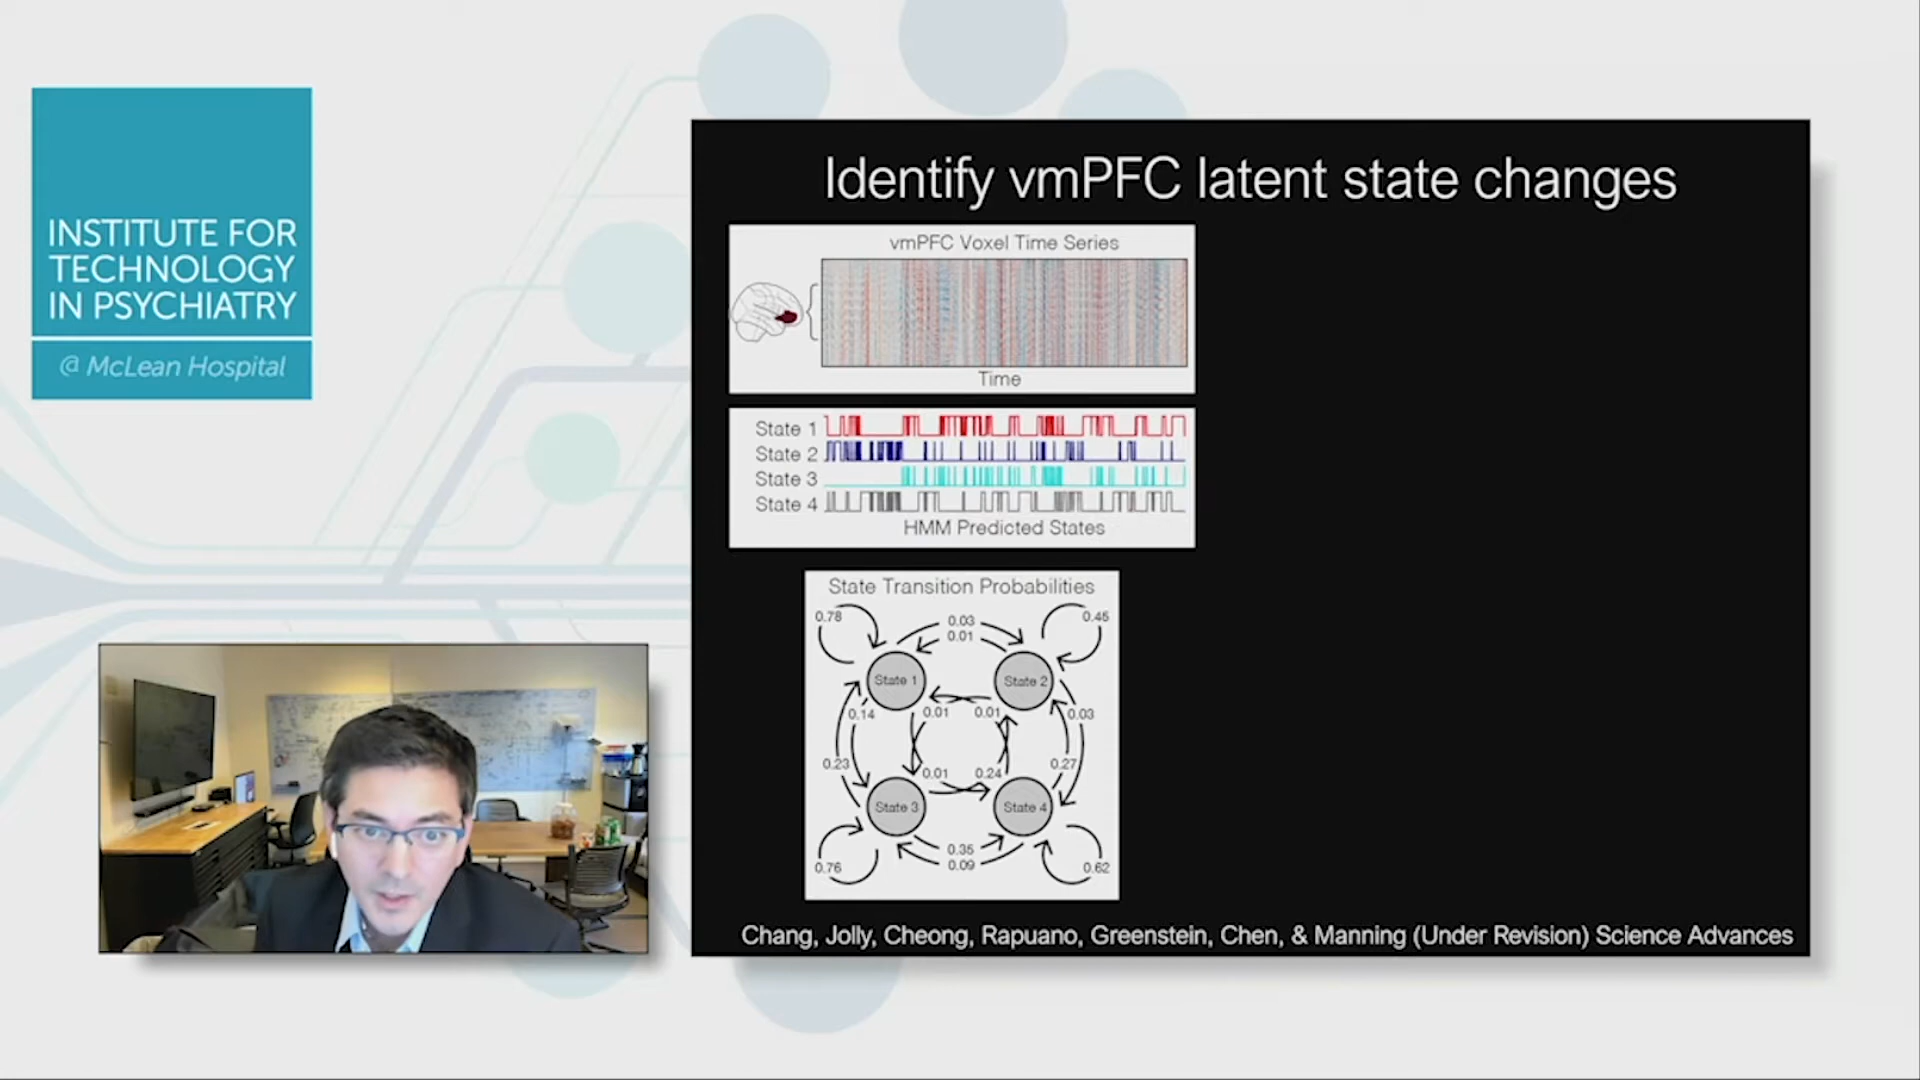 INSTITUTE FOR
TECHNOLOGY
IN PSYCHIATRY
@ McLean Hospital
Identify vmPFC latent state changes
vmPFC Voxel Time Series
Time
State 1
State 2
State 3
State 4
HMM Predicted States
State Transition Probabilities
0.78
0.03
0.45
0.01
State 1
State 2
0.14
0.01
0.01
0.03
0.23
0.01
0.24
0.27
State 3
State 4
0.35
0.76
0.09
0.62
Chang, Jolly, Cheong, Rapuano, Greenstein, Chen, & Manning (Under Revision) Science Advances